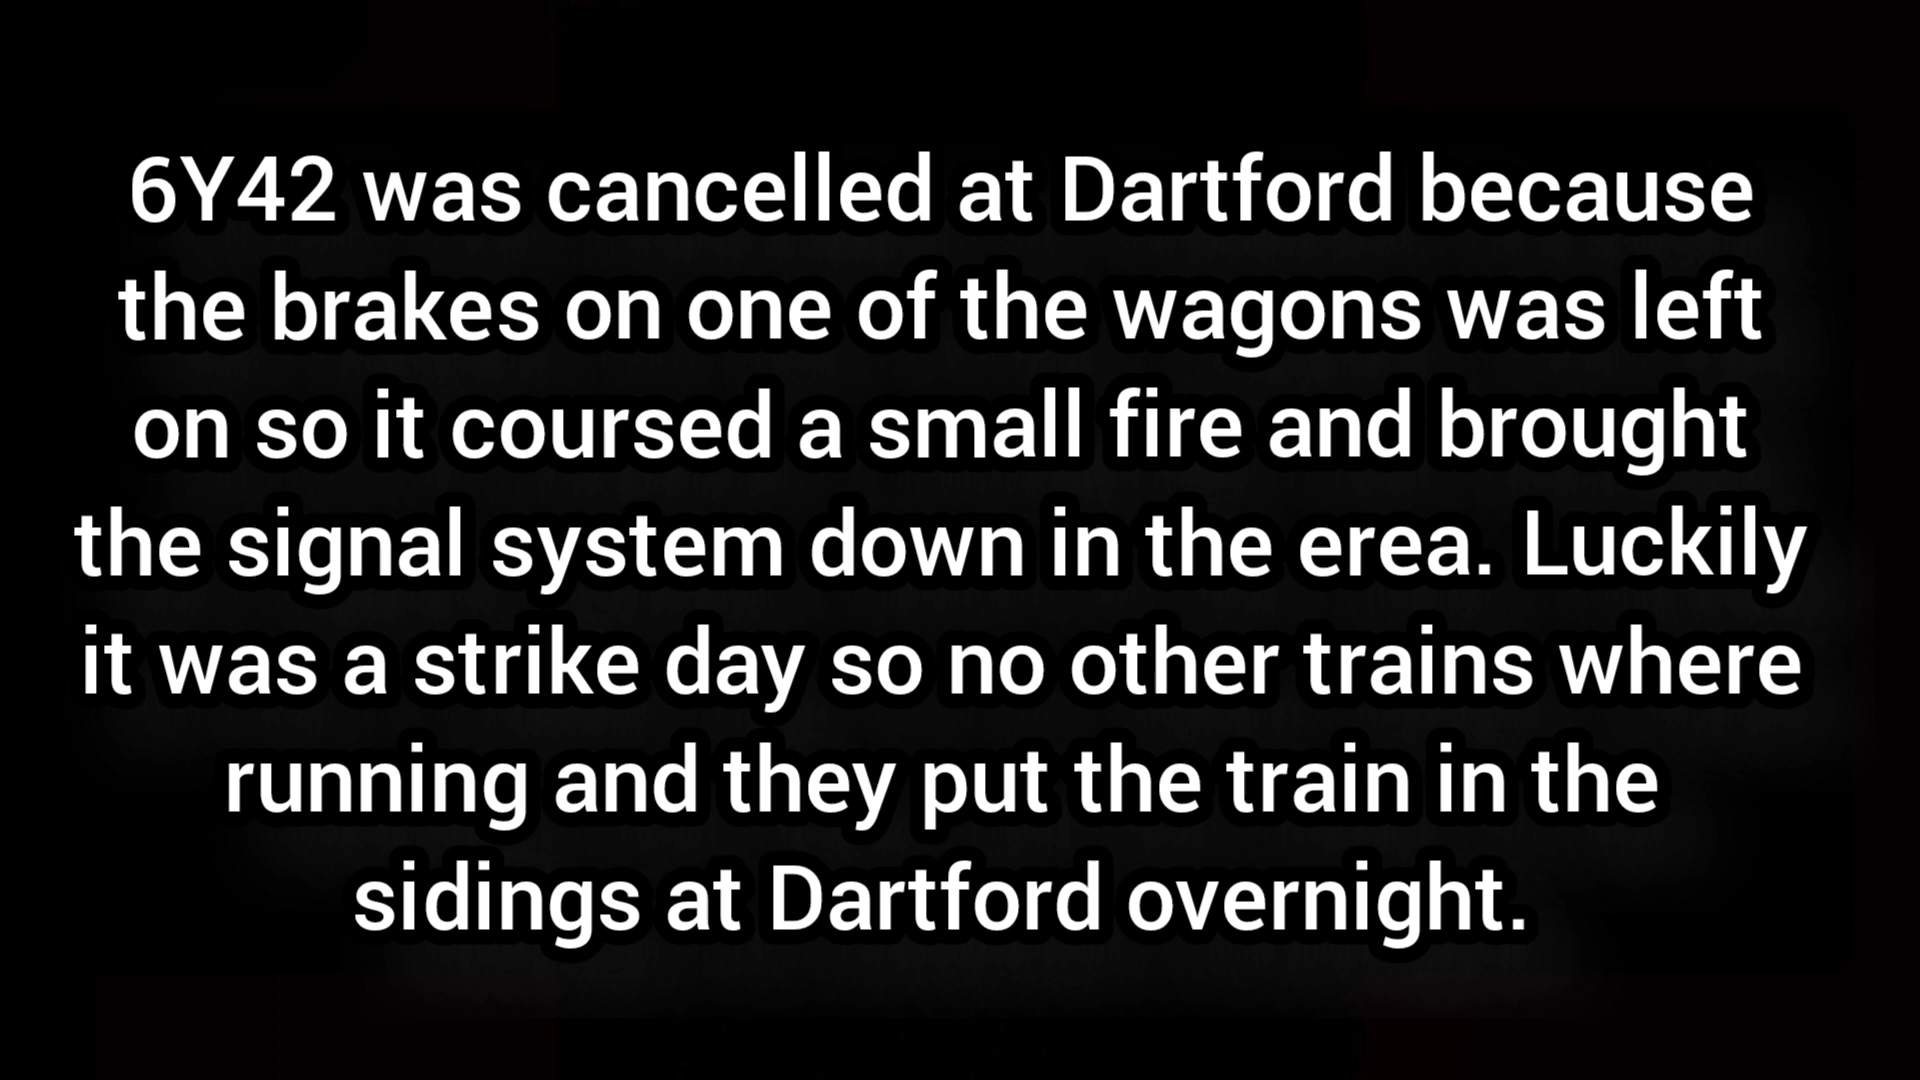 6Y42 was cancelled at Dartford because
the brakes on one of the wagons was left
on so it coursed a small fire and brought
the signal system down in the erea. Luckily
it was a strike day so no other trains where
running and they put the train in the
sidings at Dartford overnight.